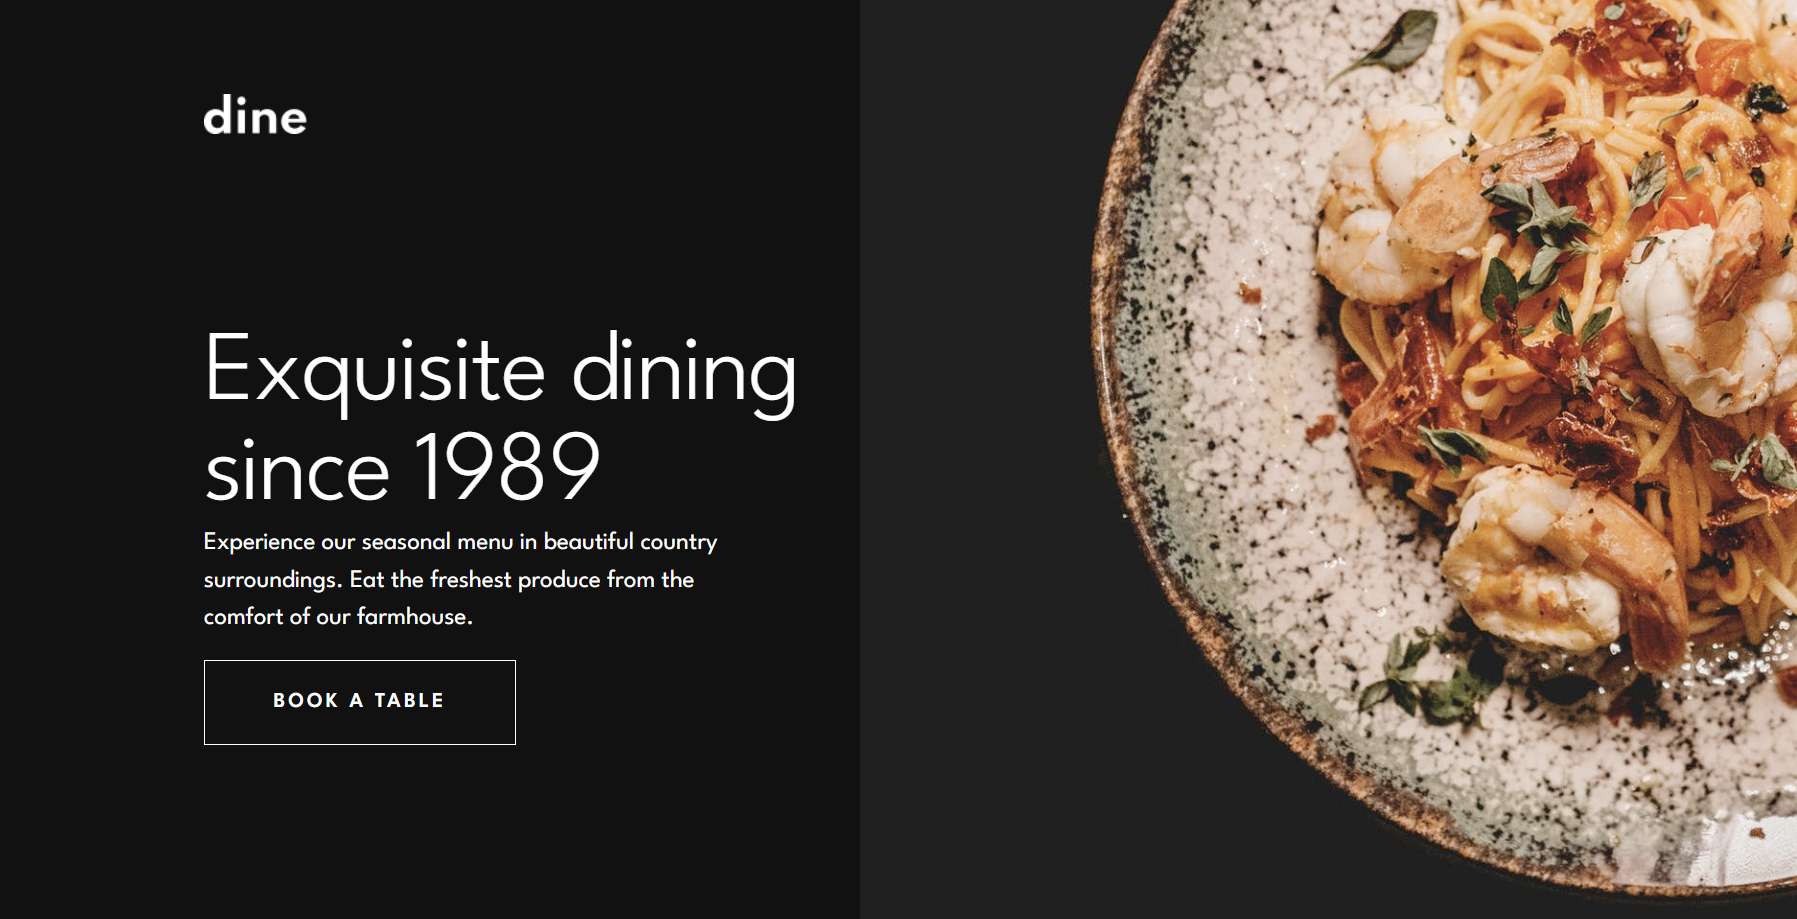 dine
Exquisite dining
since 1989
Experience our seasonal menu in beautiful country
surroundings. Eat the freshest produce from the
comfort of our farmhouse.
BOOK A TABLE